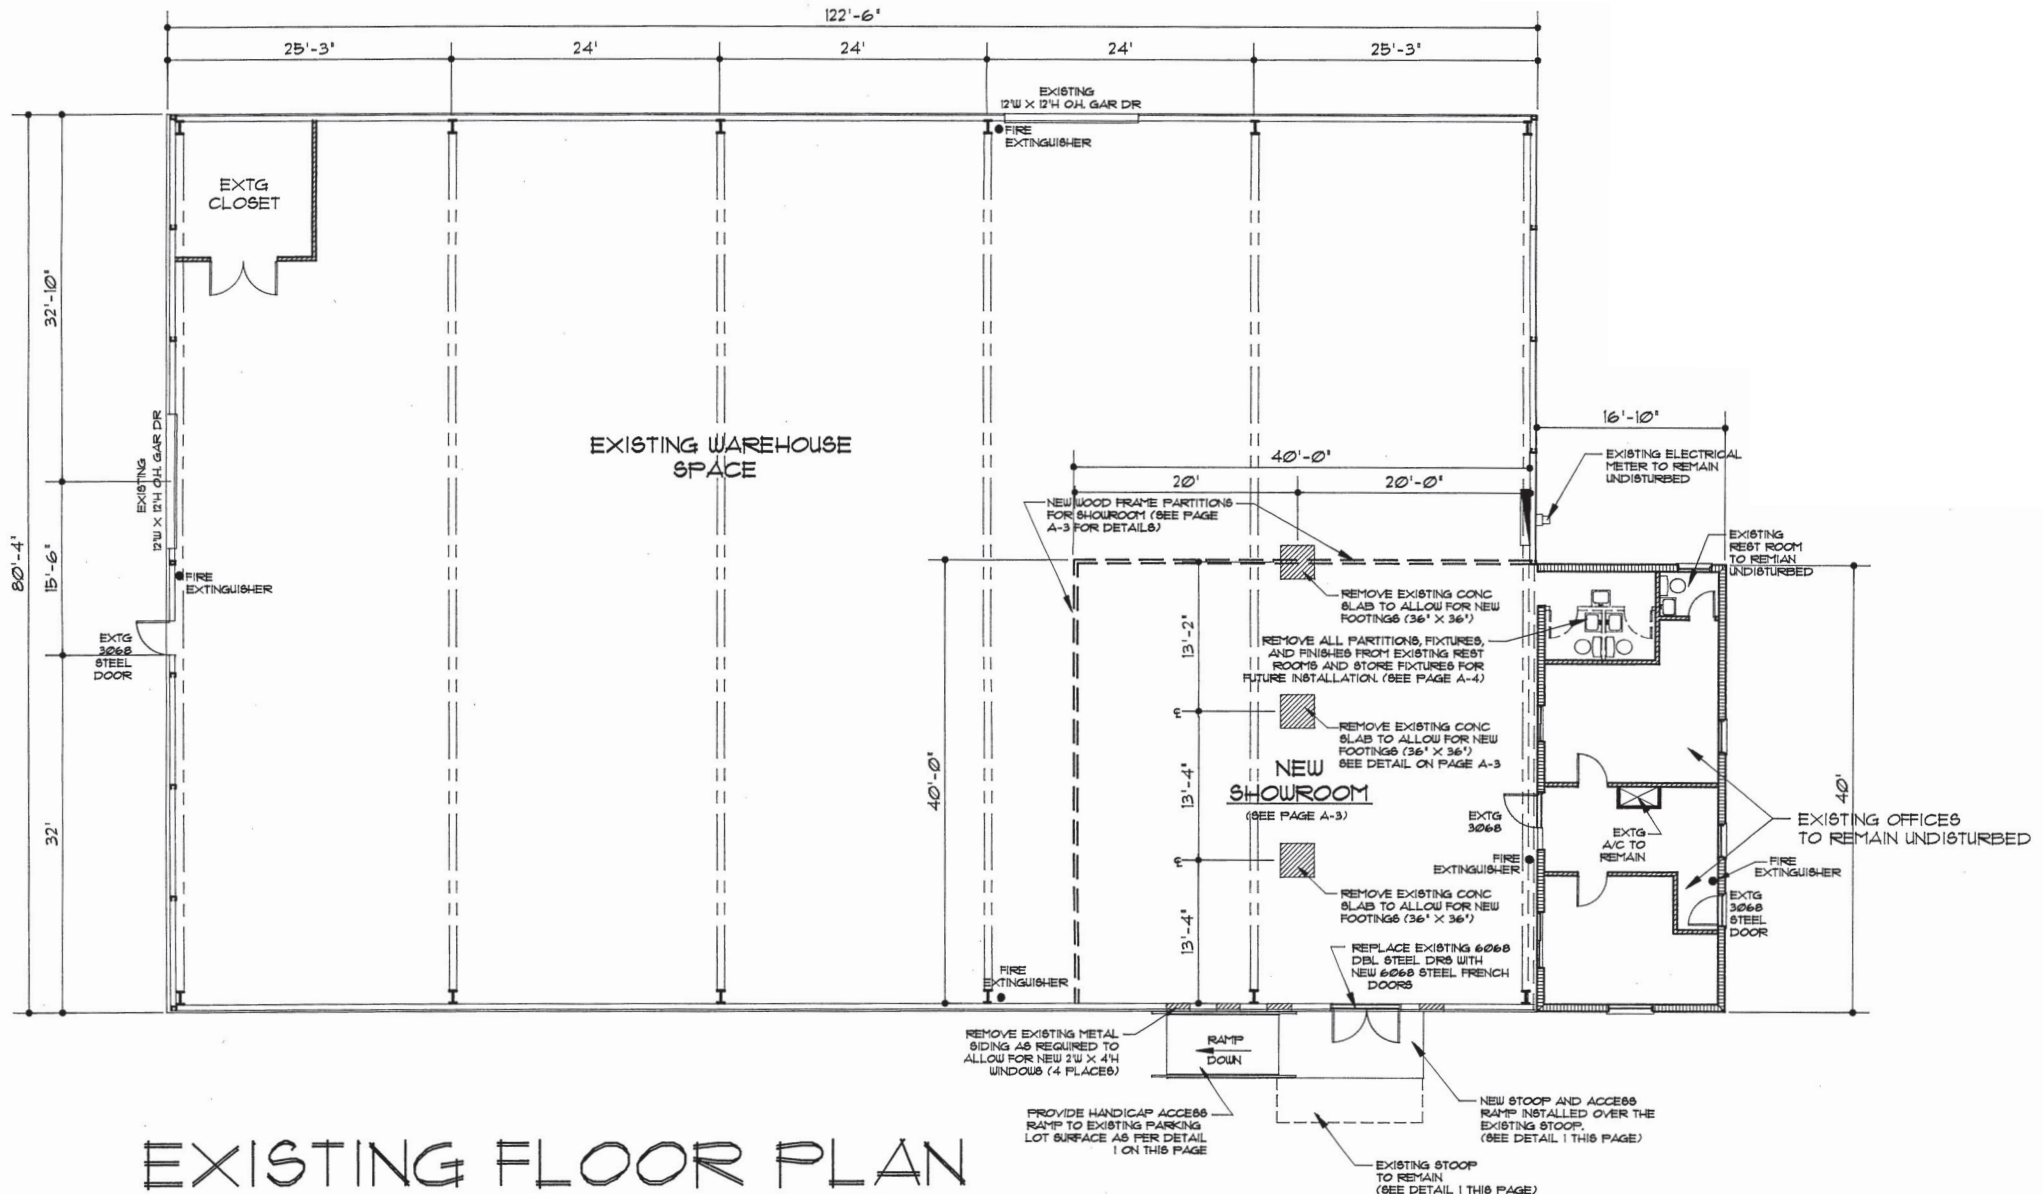 122'-6"
25'-3"
24'
24'
24'
25'-3"
EXISTING
12'W X 12'H O.H. GAR DR
FIRE
EXTINGUISHER
EXTG
CLOSET
32'-10"
80'-4"
15'-6"
32'
EXISTING
12'W X 12'H O.H. GAR DR
EXISTING WAREHOUSE
SPACE
FIRE
EXTINGUISHER
EXTG
3068
STEEL
DOOR
16'-10"
EXISTING ELECTRICAL
METER TO REMAIN
UNDISTURBED
40'-0"
20'
20'-0"
NEW WOOD FRAME PARTITIONS
FOR SHOWROOM (SEE PAGE
A-3 FOR DETAILS)
EXISTING
REST ROOM
TO REMIAN
UNDISTURBED
REMOVE EXISTING CONC
SLAB TO ALLOW FOR NEW
FOOTINGS (36" X 36")
13'-2"
REMOVE ALL PARTITIONS, FIXTURES,
AND FINISHES FROM EXISTING REST
ROOMS AND STORE FIXTURES FOR
FUTURE INSTALLATION. (SEE PAGE A-4)
REMOVE EXISTING CONC
SLAB TO ALLOW FOR NEW
FOOTINGS (36" X 36")
SEE DETAIL ON PAGE A-3
40'-0"
13'-4"
NEW
SHOWROOM
(SEE PAGE A-3)
EXTG
3068
EXTG
A/C TO
REMAIN
40'
EXISTING OFFICES
TO REMAIN UNDISTURBED
FIRE
EXTINGUISHER
FIRE
EXTINGUISHER
EXTG
3068
STEEL
DOOR
REMOVE EXISTING CONC
SLAB TO ALLOW FOR NEW
FOOTINGS (36" X 36")
13'-4"
REPLACE EXISTING 6068
DBL STEEL DRS WITH
NEW 6068 STEEL FRENCH
DOORS
FIRE
EXTINGUISHER
REMOVE EXISTING METAL
SIDING AS REQUIRED TO
ALLOW FOR NEW 2'W X 4'H
WINDOWS (4 PLACES)
RAMP
DOWN
PROVIDE HANDICAP ACCESS
RAMP TO EXISTING PARKING
LOT SURFACE AS PER DETAIL
1 ON THIS PAGE
NEW STOOP AND ACCESS
RAMP INSTALLED OVER THE
EXISTING STOOP.
(SEE DETAIL 1 THIS PAGE)
EXISTING STOOP
TO REMAIN
(SEE DETAIL 1 THIS PAGE)
EXISTING FLOOR PLAN